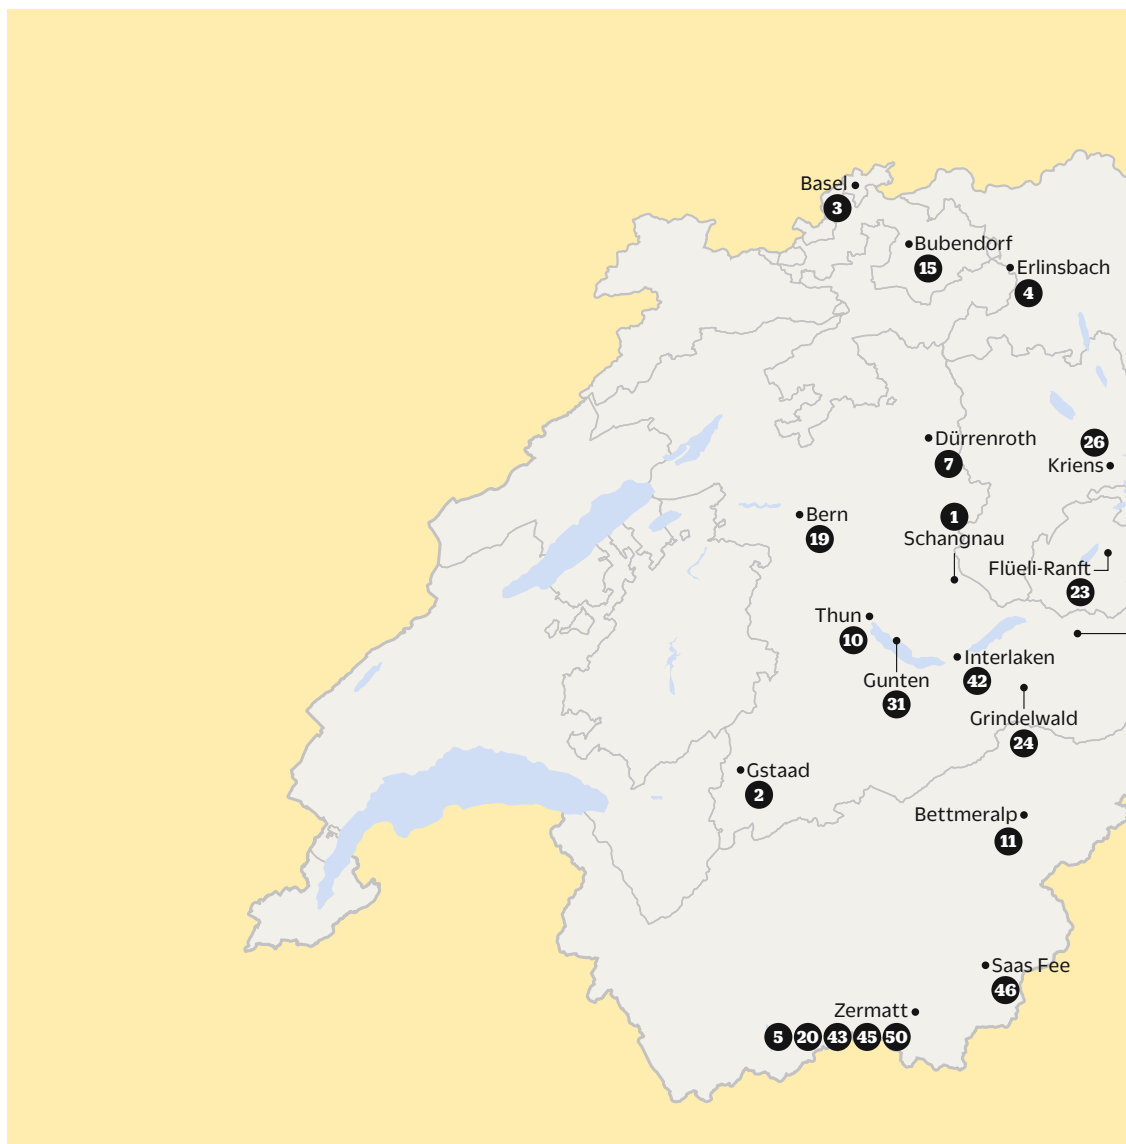 Basel
3
Bubendorf
15
Erlinsbach
4
Dürrenroth
7
26
Kriens
1
Schangnau
Bern
19
Flüeli-Ranft
23
Thun
10
Interlaken
42
Gunten
31
Grindelwald
24
Gstaad
2
Bettmeralp
11
Saas Fee
46
Zermatt
5 20 43 45 50